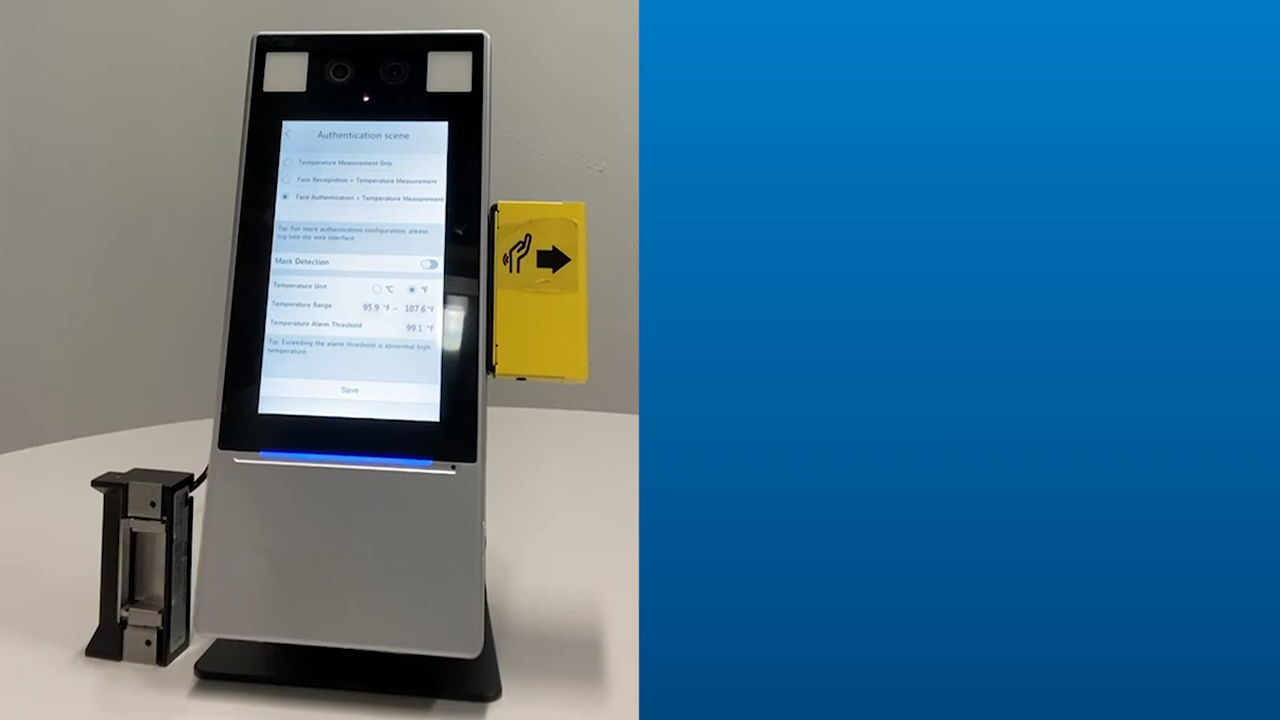 Authentication scene
Temperature Measurement Only
Face Recognition + Temperature Measurement
Face Authentication + Temperature Measurement
Tip: For more authentication configuration, please
log into the web interface.
Mask Detection
Temperature Unit °C °F
Temperature Range 95.9 °F – 107.6 °F
Temperature Alarm Threshold 99.1 °F
Tip: Exceeding the alarm threshold is abnormal high
temperature.
Save